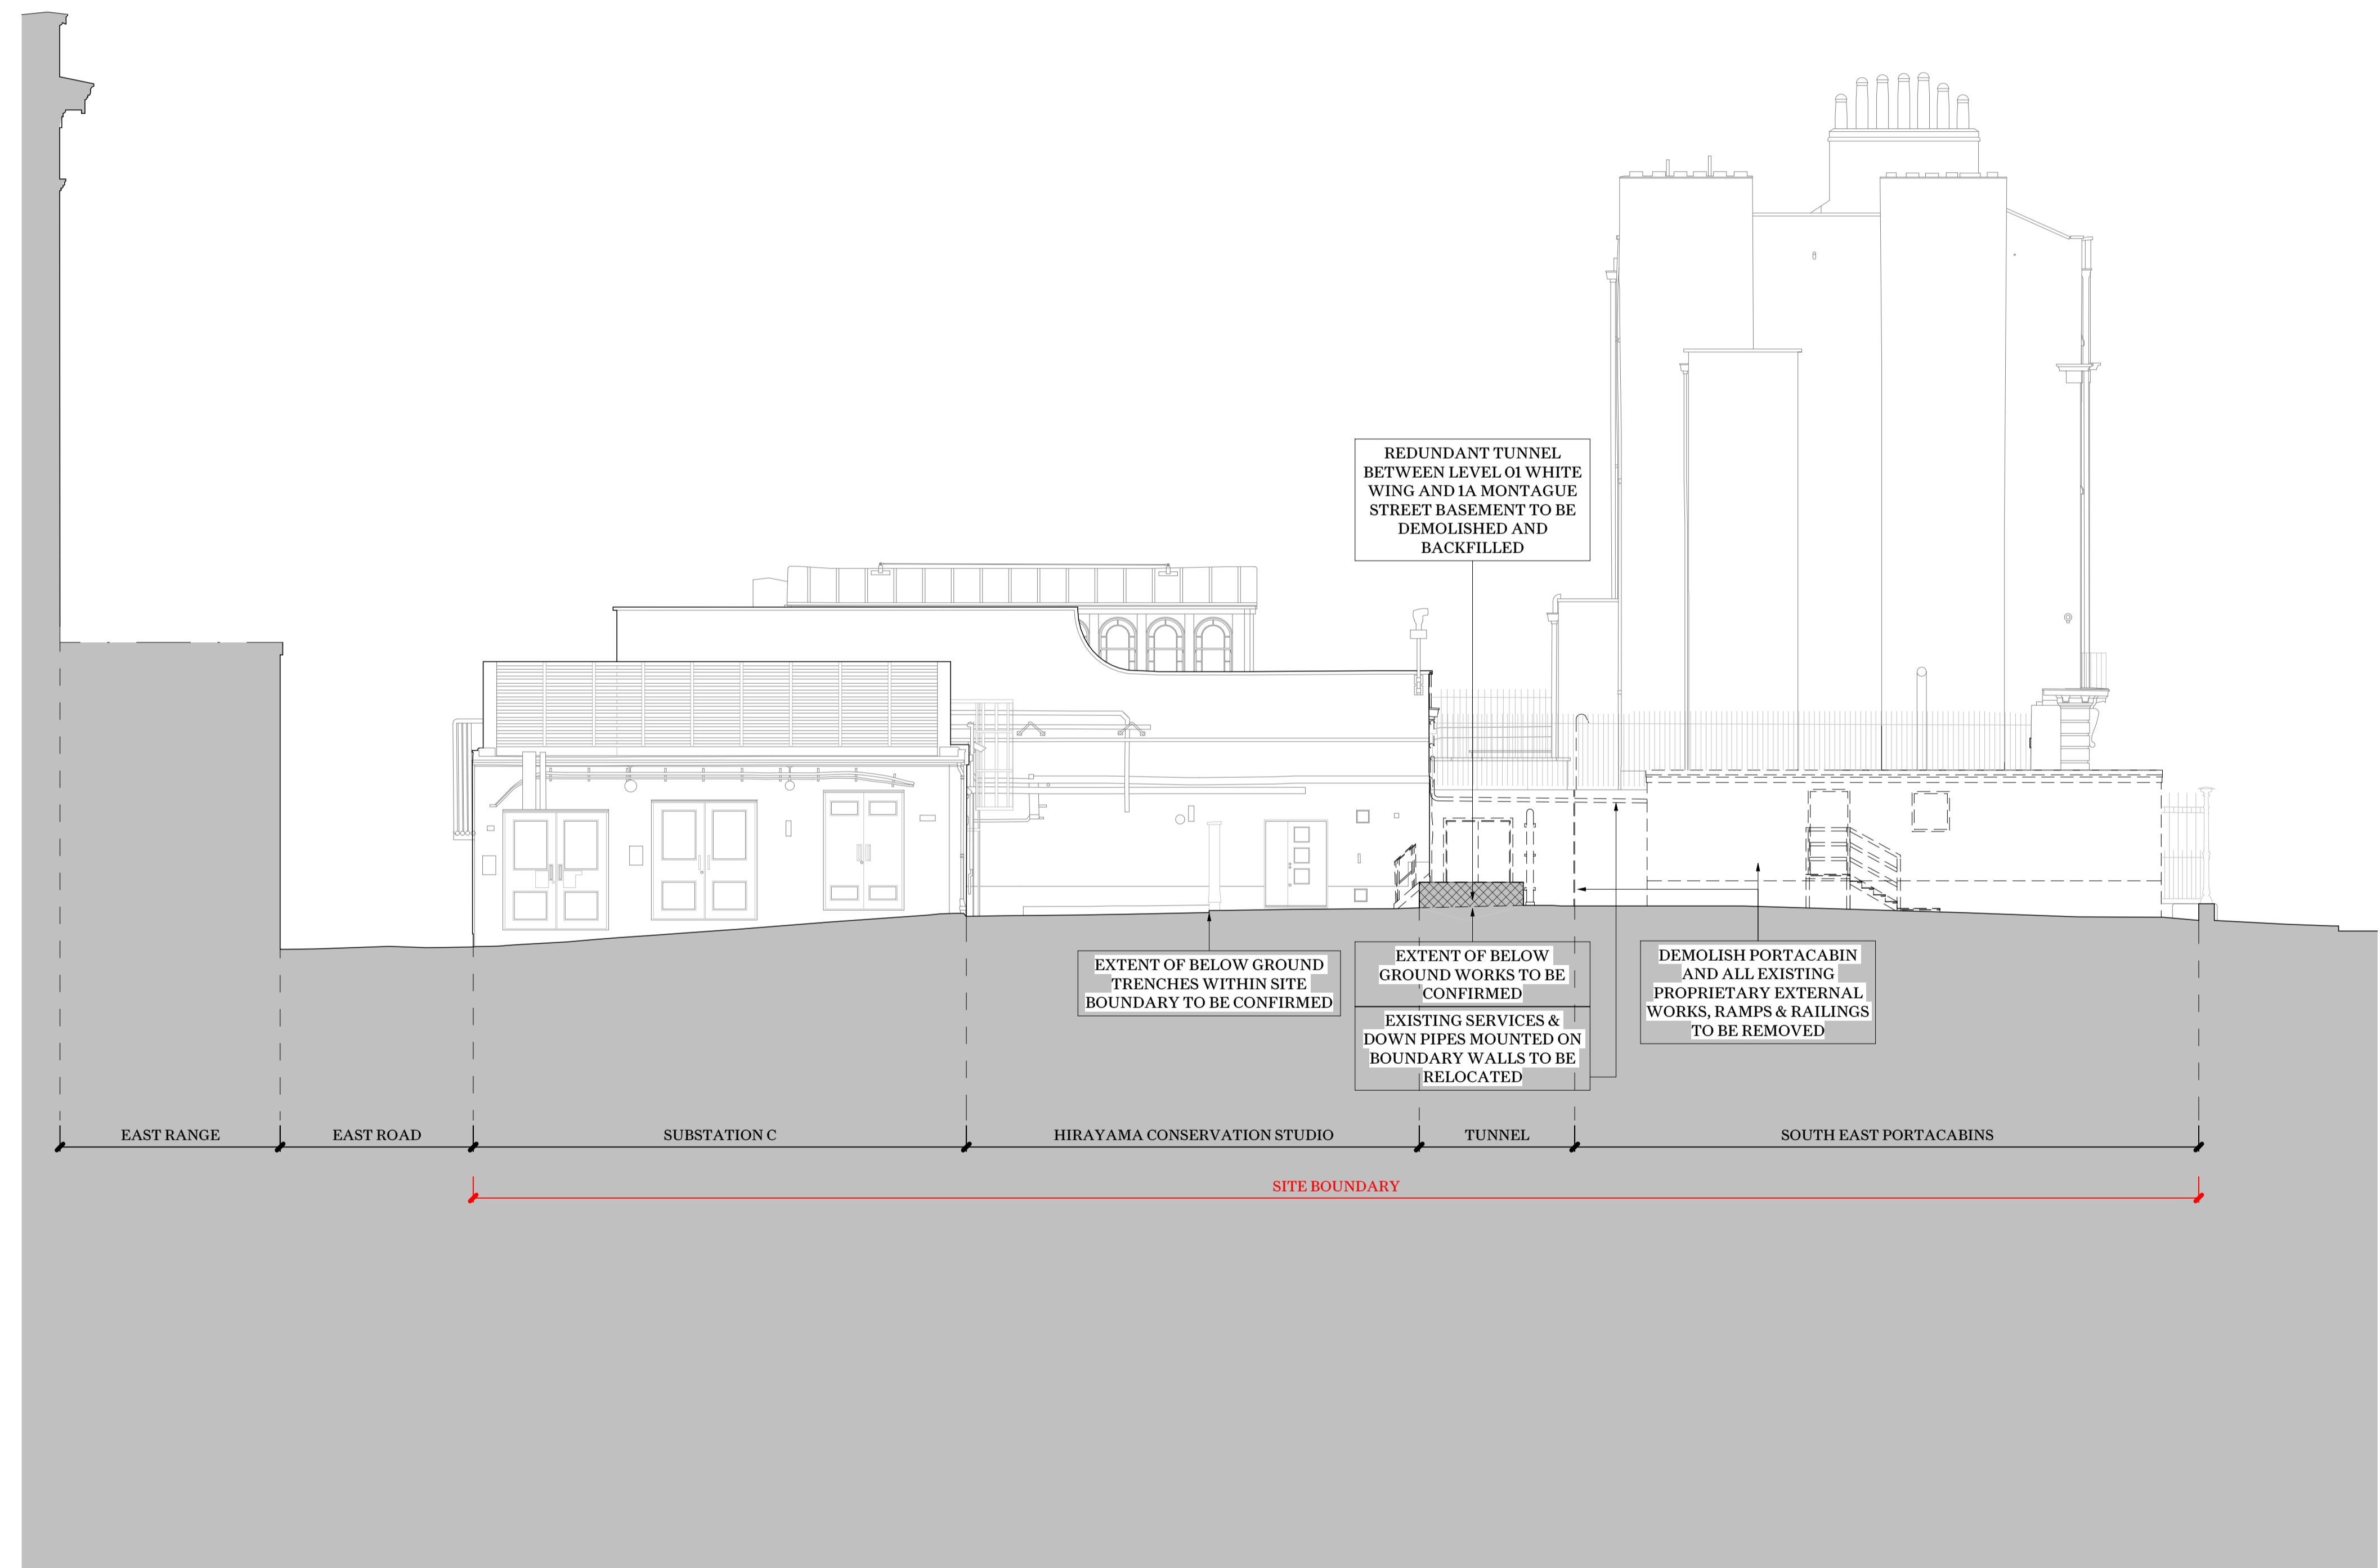 REDUNDANT TUNNEL
BETWEEN LEVEL 01 WHITE
WING AND 1A MONTAGUE
STREET BASEMENT TO BE
DEMOLISHED AND
BACKFILLED
EXTENT OF BELOW GROUND
TRENCHES WITHIN SITE
BOUNDARY TO BE CONFIRMED
EXTENT OF BELOW
GROUND WORKS TO BE
CONFIRMED
EXISTING SERVICES &
DOWN PIPES MOUNTED ON
BOUNDARY WALLS TO BE
RELOCATED
DEMOLISH PORTACABIN
AND ALL EXISTING
PROPRIETARY EXTERNAL
WORKS, RAMPS & RAILINGS
TO BE REMOVED
EAST RANGE
EAST ROAD
SUBSTATION C
HIRAYAMA CONSERVATION STUDIO
TUNNEL
SOUTH EAST PORTACABINS
SITE BOUNDARY